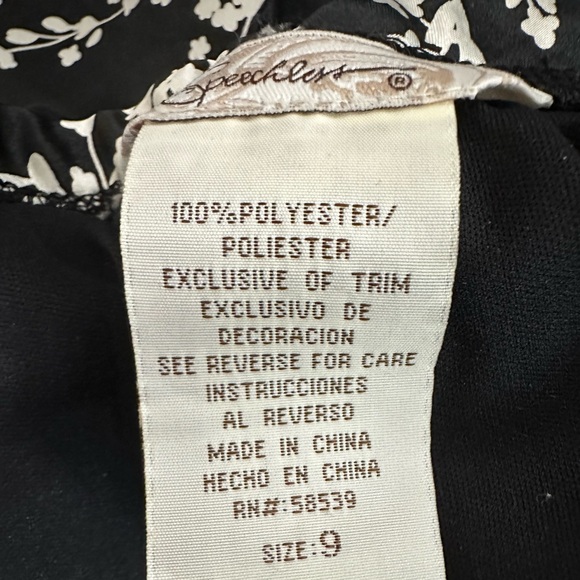 Speechless ®
100%POLYESTER/
POLIESTER
EXCLUSIVE OF TRIM
EXCLUSIVO DE
DECORACION
SEE REVERSE FOR CARE
INSTRUCCIONES
AL REVERSO
MADE IN CHINA
HECHO EN CHINA
RN#:58539
SIZE:9